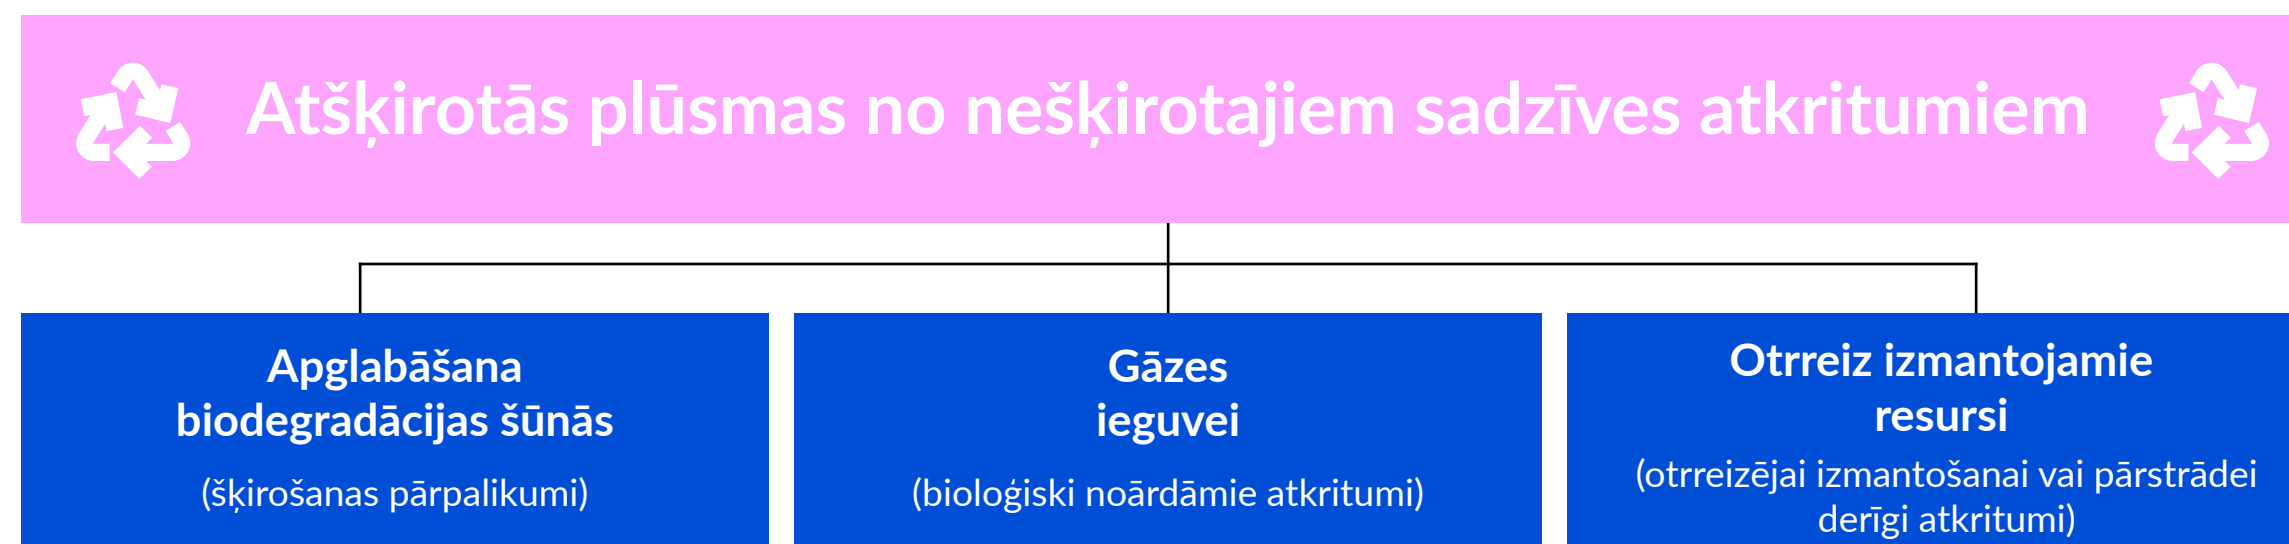 Atšķirotās plūsmas no nešķirotajiem sadzīves atkritumiem
Apglabāšana
biodegradācijas šūnās
(šķirošanas pārpalikumi)
Gāzes
ieguvei
(bioloģiski noārdāmie atkritumi)
Otrreiz izmantojamie
resursi
(otrreizējai izmantošanai vai pārstrādei
derīgi atkritumi)